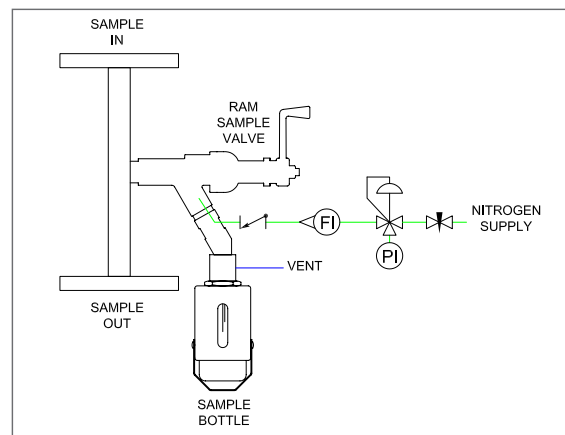 SAMPLE
IN
RAM
SAMPLE
VALVE
FI
NITROGEN
SUPPLY
PI
VENT
SAMPLE
OUT
SAMPLE
BOTTLE